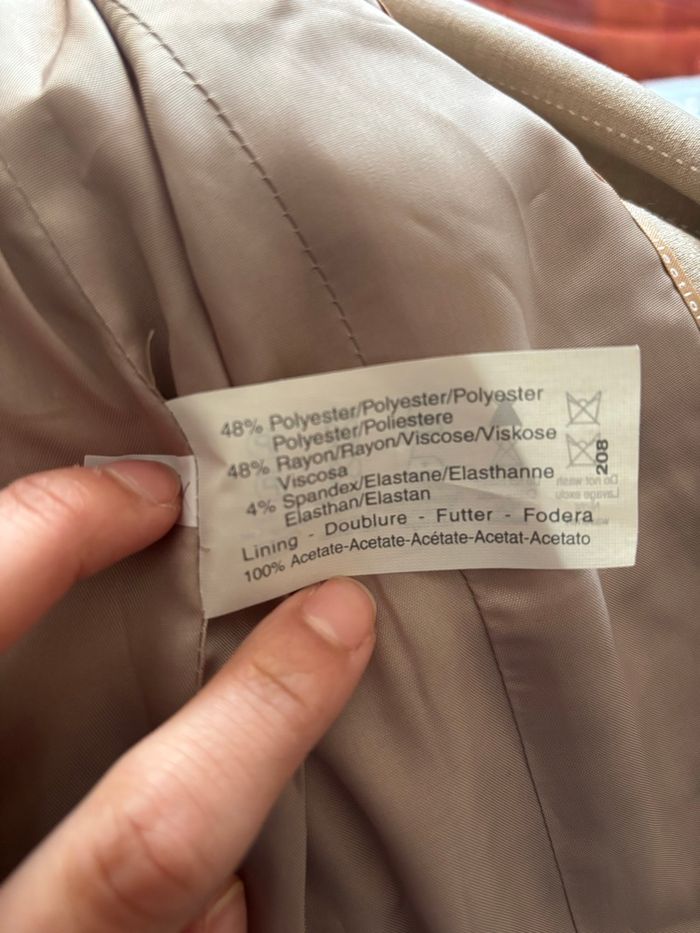 48% Polyester/Polyester/Polyester
Polyester/Poliestere
48% Rayon/Rayon/Viscose/Viskose
Viscosa
4% Spandex/Elastane/Elasthanne
Elasthan/Elastan
Lining - Doublure - Futter - Fodera
100% Acetate-Acetate-Acétate-Acetat-Acetato
208
Do not wash